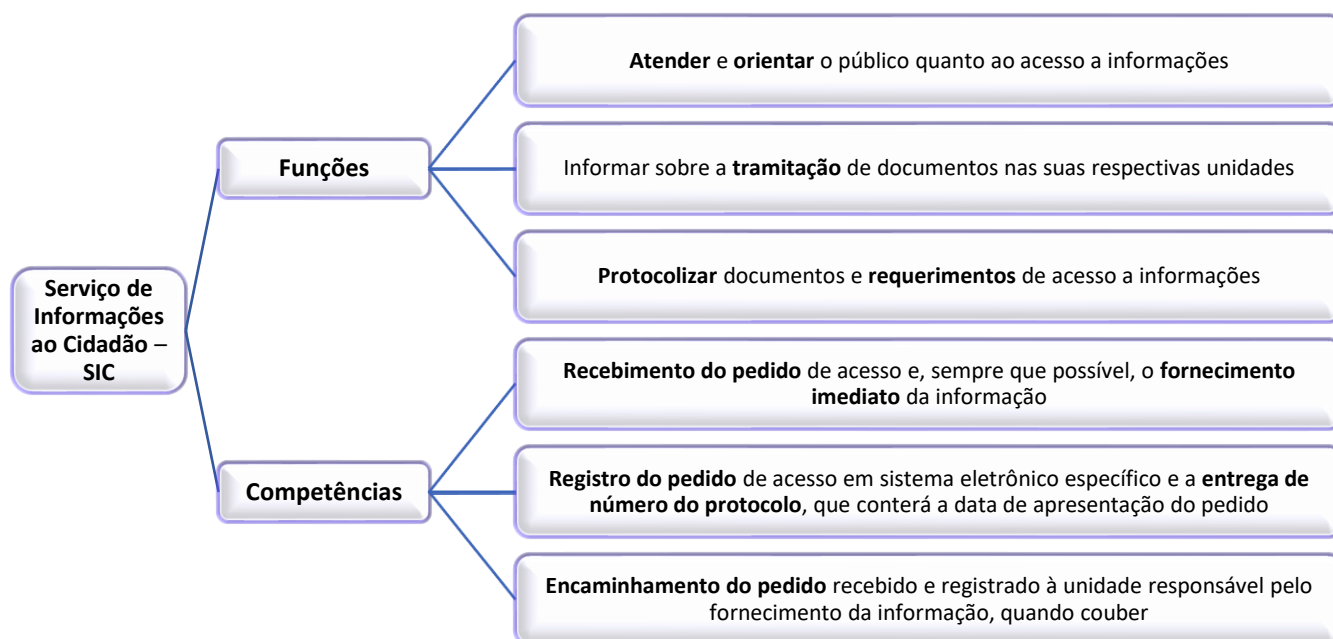 Atender e orientar o público quanto ao acesso a informações
Funções
Informar sobre a tramitação de documentos nas suas respectivas unidades
Protocolizar documentos e requerimentos de acesso a informações
Serviço de
Informações
ao Cidadão –
SIC
Recebimento do pedido de acesso e, sempre que possível, o fornecimento
imediato da informação
Competências
Registro do pedido de acesso em sistema eletrônico específico e a entrega de
número do protocolo, que conterá a data de apresentação do pedido
Encaminhamento do pedido recebido e registrado à unidade responsável pelo
fornecimento da informação, quando couber